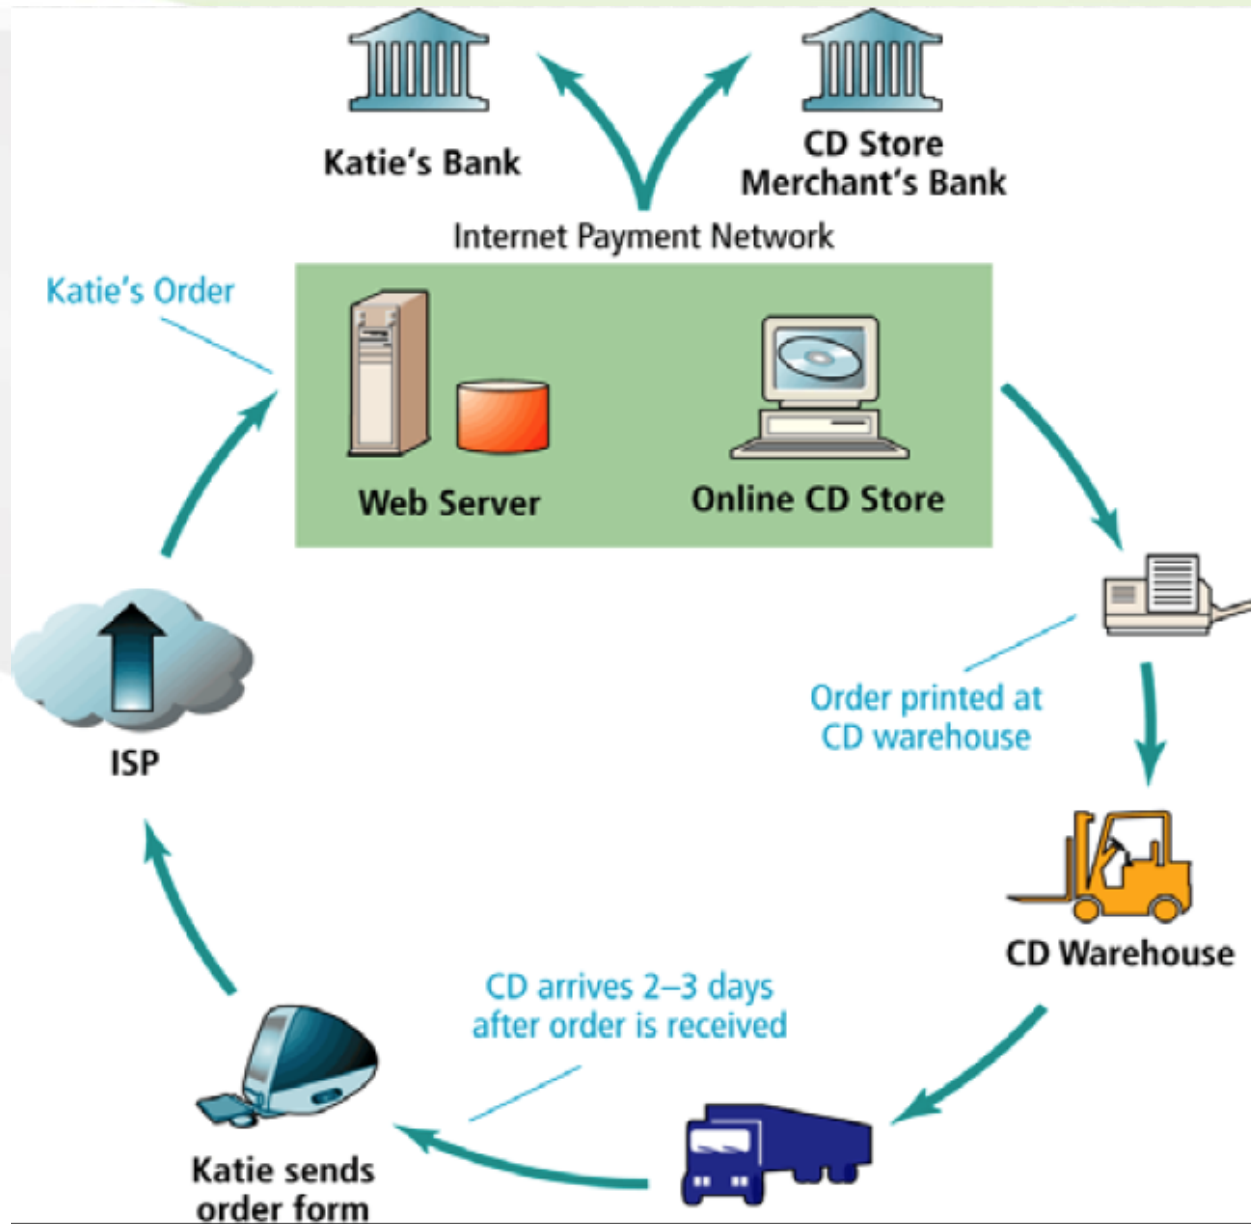 Katie's Bank
CD Store
Merchant's Bank
Internet Payment Network
Katie's Order
Web Server
Online CD Store
Order printed at
CD warehouse
ISP
CD Warehouse
CD arrives 2–3 days
after order is received
Katie sends
order form